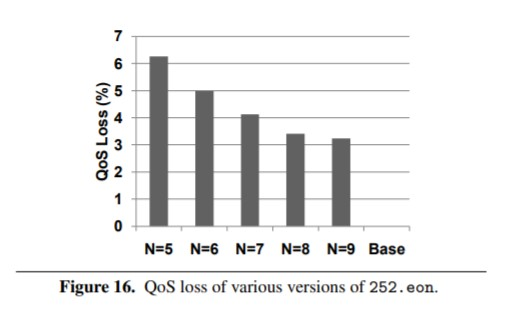 7
6
5
4
3
2
1
0
QoS Loss (%)
N=5 N=6 N=7 N=8 N=9 Base
Figure 16. QoS loss of various versions of 252.eon.